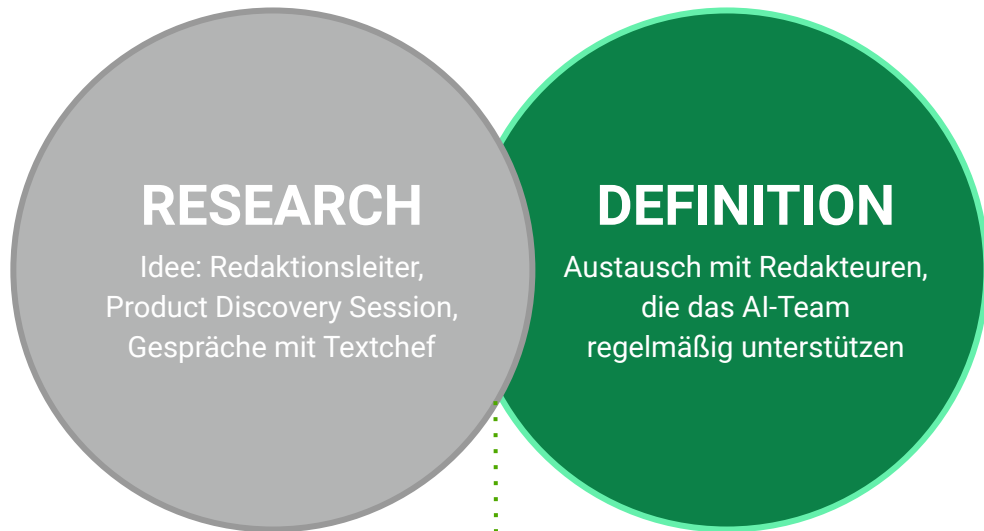 RESEARCH
Idee: Redaktionsleiter,
Product Discovery Session,
Gespräche mit Textchef
DEFINITION
Austausch mit Redakteuren,
die das AI-Team
regelmäßig unterstützen